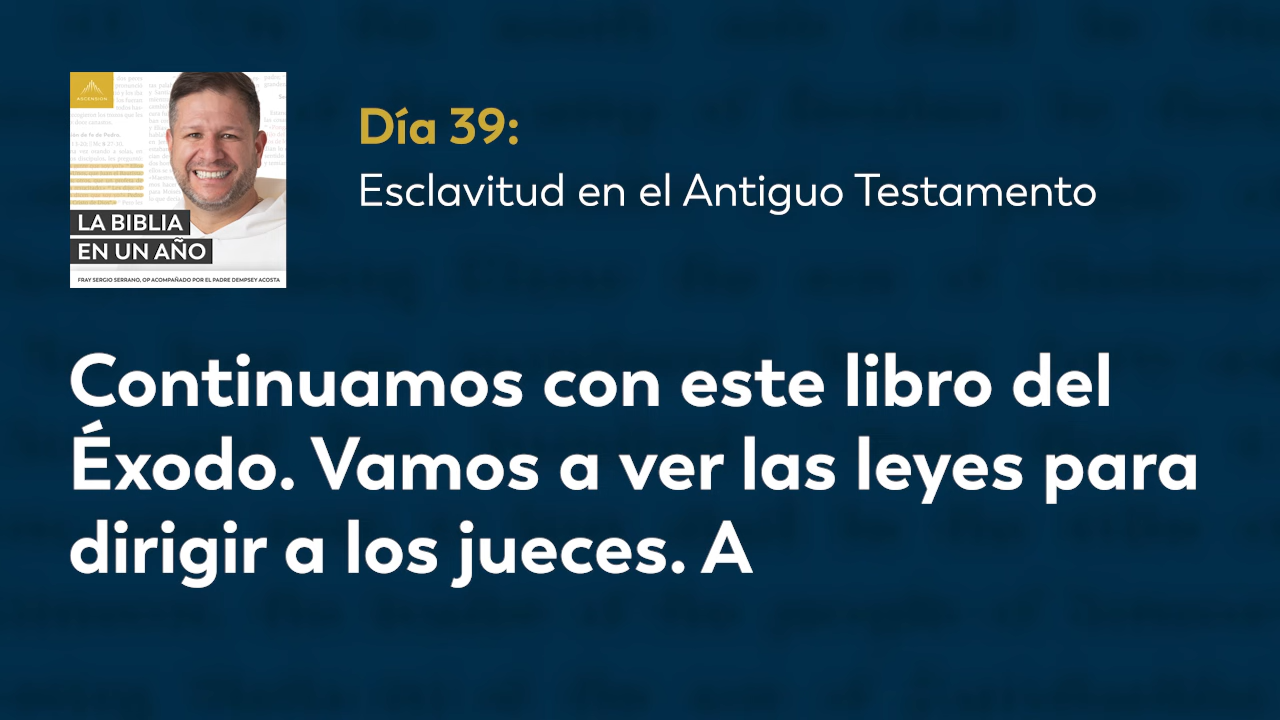 ASCENSION
LA BIBLIA
EN UN AÑO
FRAY SERGIO SERRANO, OP ACOMPAÑADO POR EL PADRE DEMPSEY ACOSTA
Día 39:
Esclavitud en el Antiguo Testamento
Continuamos con este libro del
Éxodo. Vamos a ver las leyes para
dirigir a los jueces. A